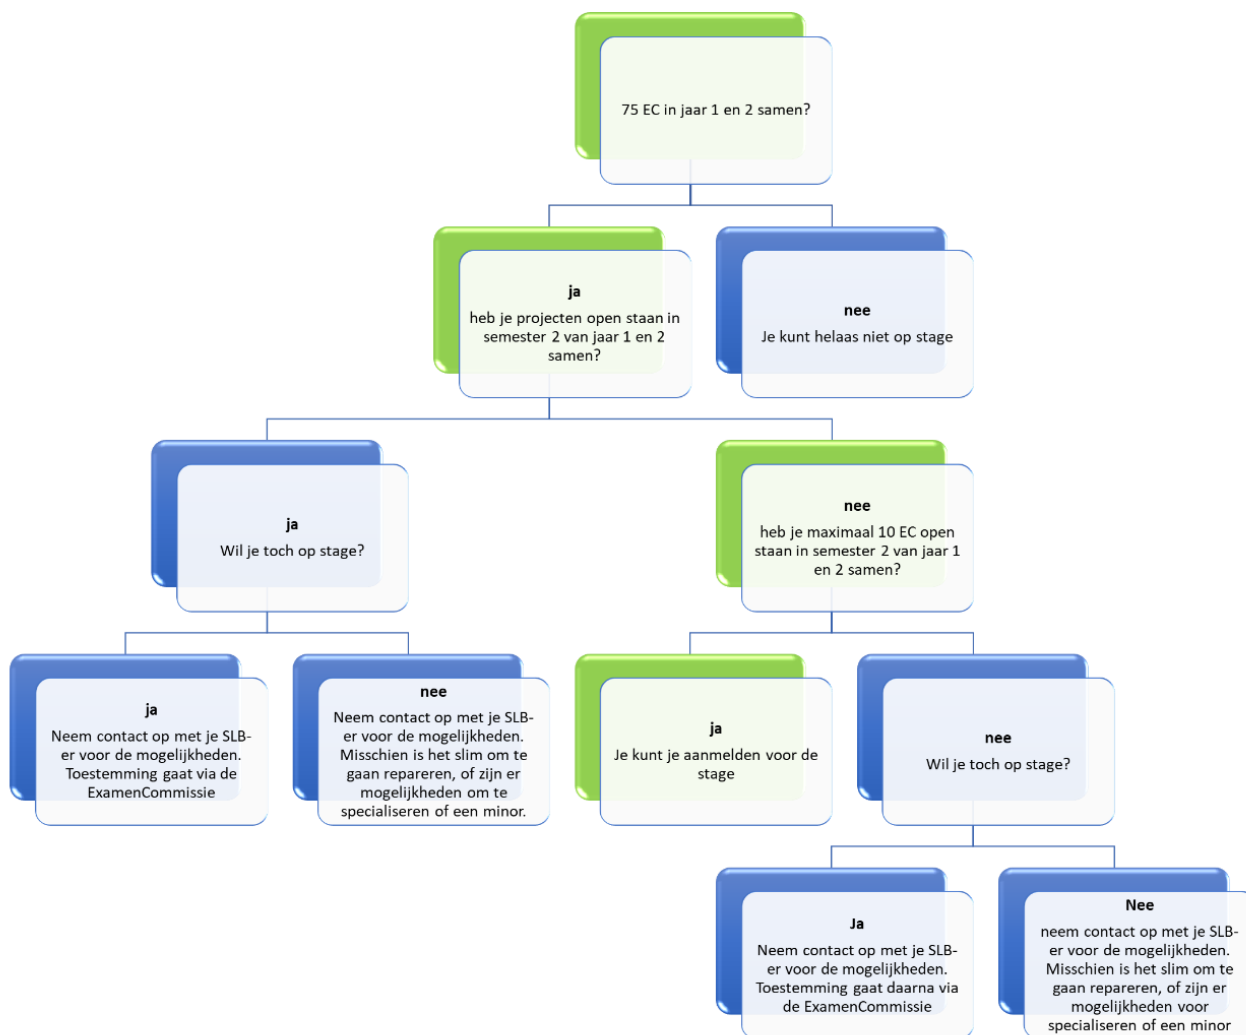 75 EC in jaar 1 en 2 samen?
ja
heb je projecten open staan in
semester 2 van jaar 1 en 2
samen?
nee
Je kunt helaas niet op stage
ja
Wil je toch op stage?
nee
heb je maximaal 10 EC open
staan in semester 2 van jaar 1
en 2 samen?
ja
Neem contact op met je SLB-
er voor de mogelijkheden.
Toestemming gaat via de
ExamenCommissie
nee
Neem contact op met je SLB-
er voor de mogelijkheden.
Misschien is het slim om te
gaan repareren, of zijn er
mogelijkheden om te
specialiseren of een minor.
ja
Je kunt je aanmelden voor de
stage
nee
Wil je toch op stage?
Ja
Neem contact op met je SLB-
er voor de mogelijkheden.
Toestemming gaat daarna via
de ExamenCommissie
Nee
neem contact op met je SLB-
er voor de mogelijkheden.
Misschien is het slim om te
gaan repareren, of zijn er
mogelijkheden voor
specialiseren of een minor